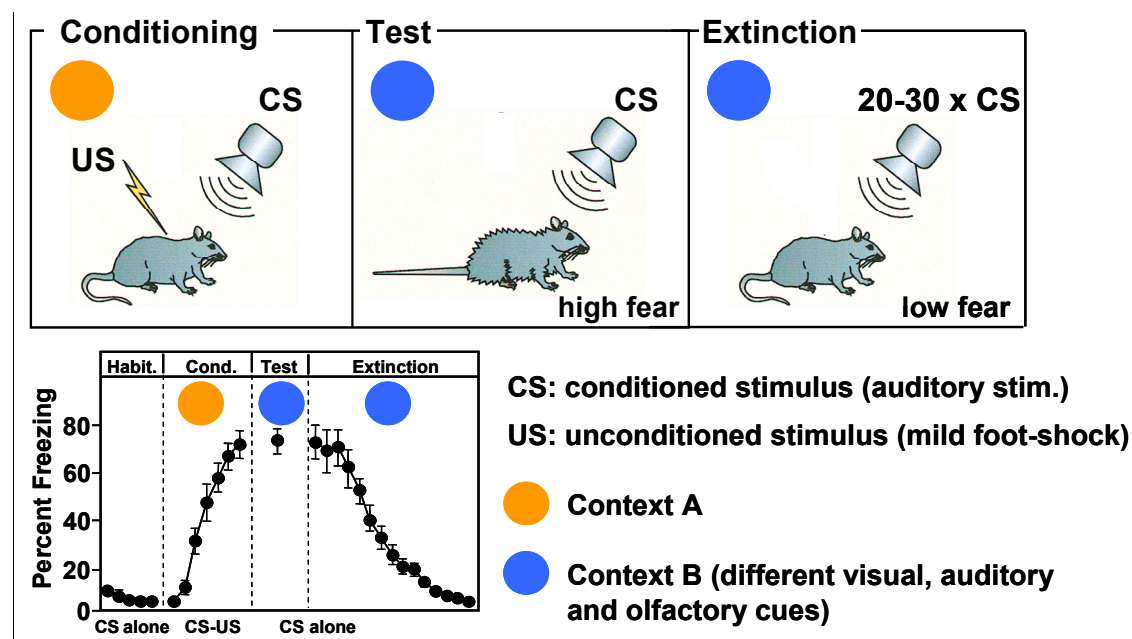 Conditioning
Test
Extinction
CS
US
CS
high fear
20-30 x CS
low fear
Habit.
Cond.
Test
Extinction
Percent Freezing
80
60
40
20
0
CS alone
CS-US
CS alone
CS: conditioned stimulus (auditory stim.)
US: unconditioned stimulus (mild foot-shock)
Context A
Context B (different visual, auditory
and olfactory cues)